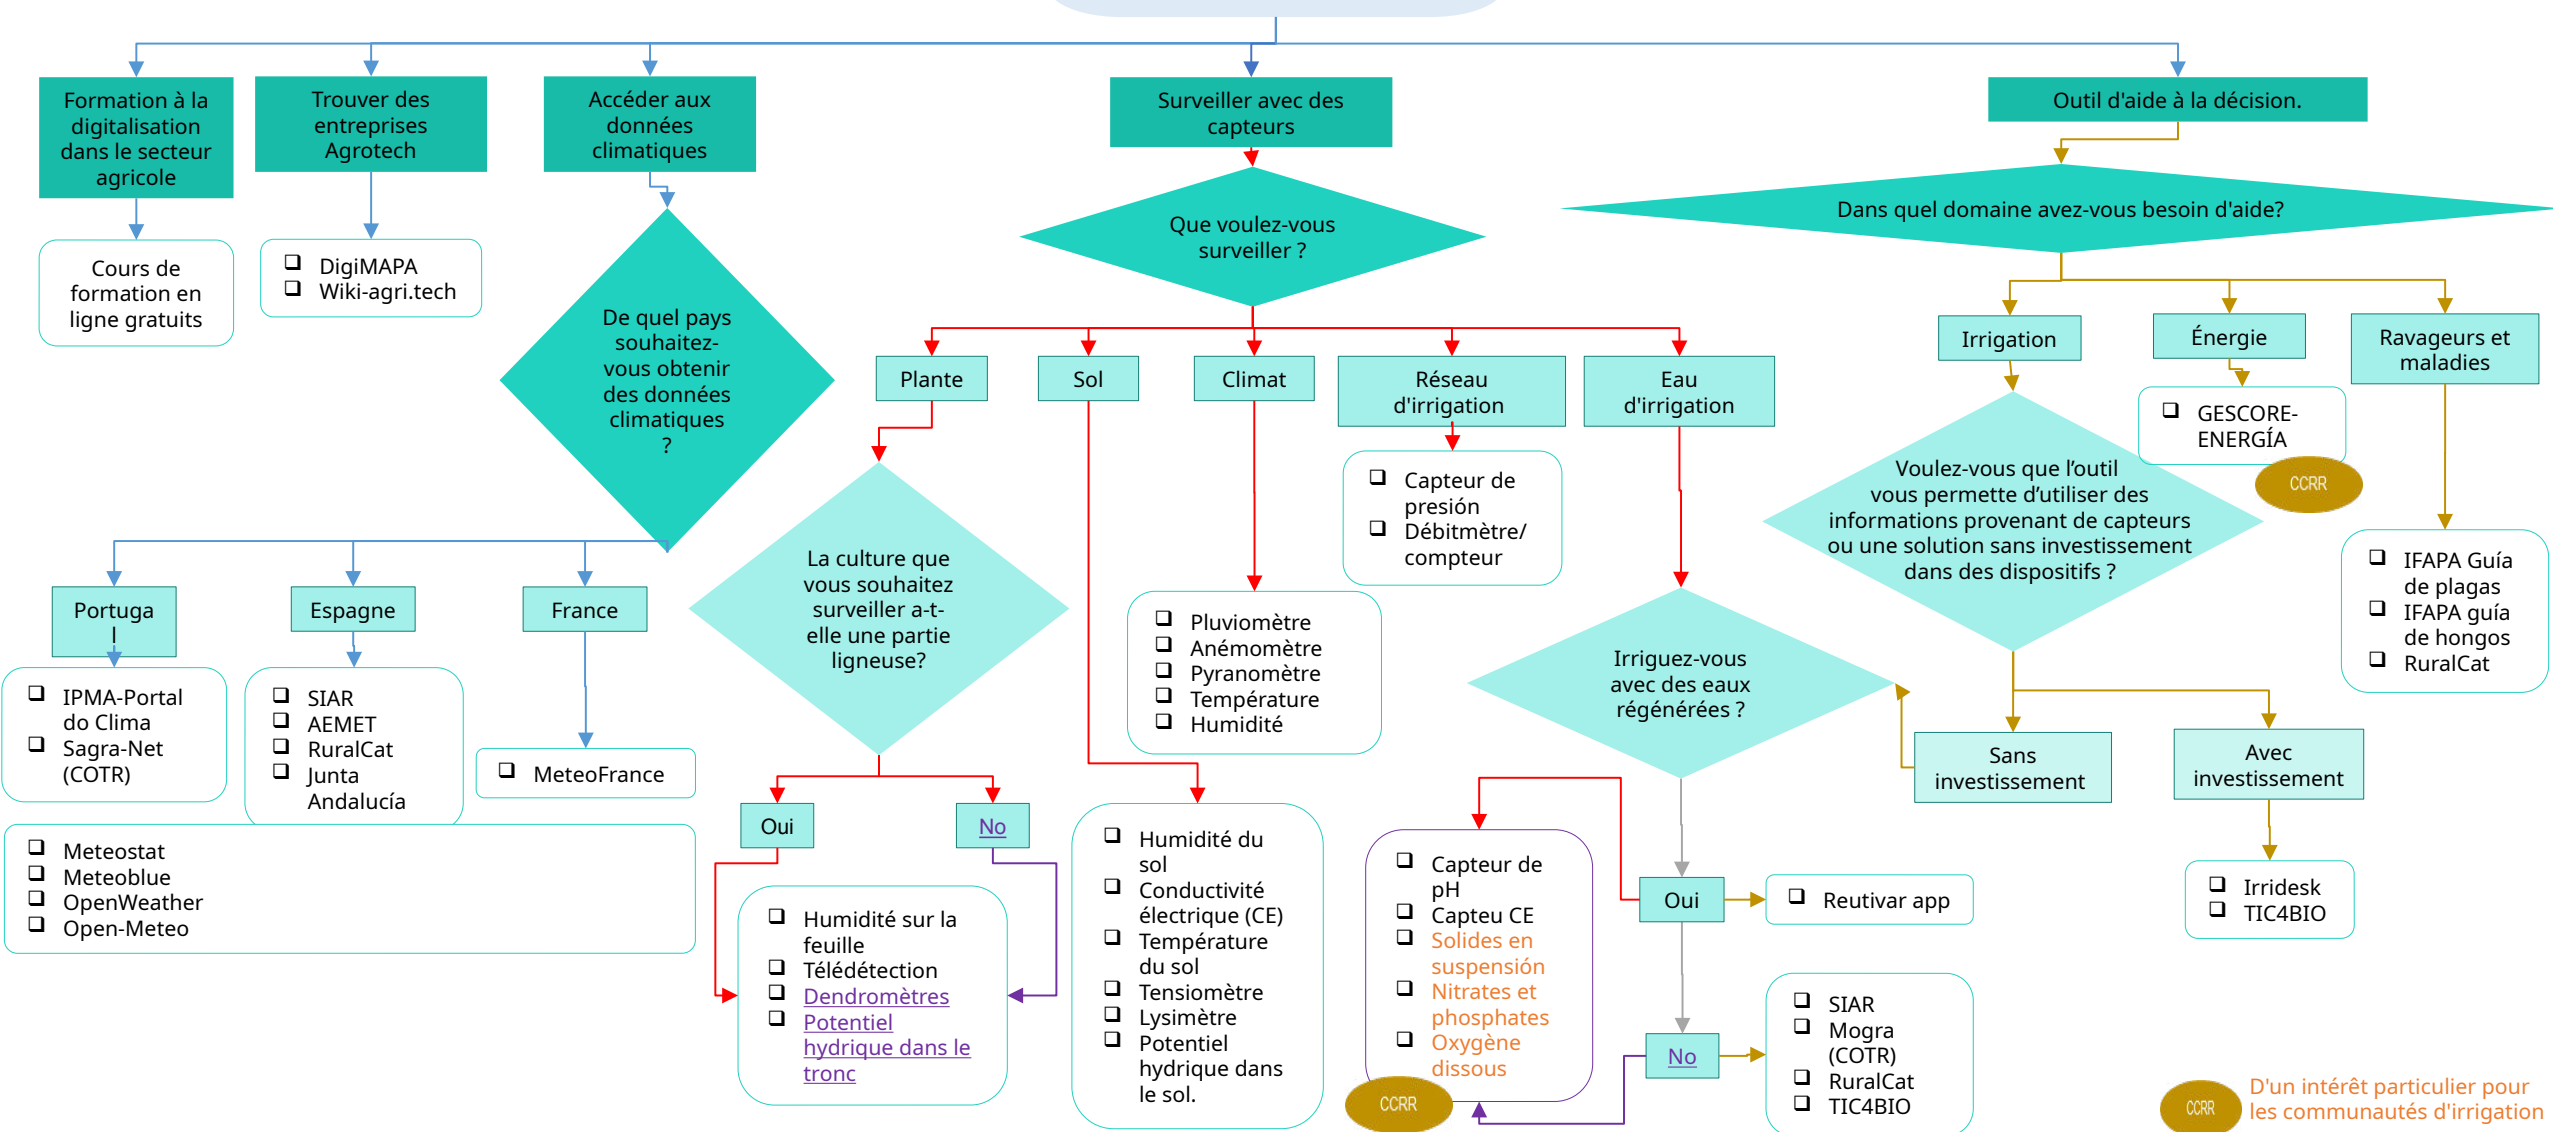 Formation à la
digitalisation
dans le secteur
agricole
Trouver des
entreprises
Agrotech
Accéder aux
données
climatiques
Surveiller avec des
capteurs
Outil d'aide à la décision.
Cours de
formation en
ligne gratuits
DigiMAPA
Wiki-agri.tech
De quel pays
souhaitez-
vous obtenir
des données
climatiques
?
Que voulez-vous
surveiller ?
Dans quel domaine avez-vous besoin d'aide?
Plante
Sol
Climat
Réseau
d'irrigation
Eau
d'irrigation
Irrigation
Énergie
Ravageurs et
maladies
GESCORE-
ENERGÍA
CCRR
Capteur de
presión
Débitmètre/
compteur
Voulez-vous que l’outil
vous permette d’utiliser des
informations provenant de capteurs
ou une solution sans investissement
dans des dispositifs ?
IFAPA Guía
de plagas
IFAPA guía
de hongos
RuralCat
Portuga
l
Espagne
France
La culture que
vous souhaitez
surveiller a-t-
elle une partie
ligneuse?
Pluviomètre
Anémomètre
Pyranomètre
Température
Humidité
Irriguez-vous
avec des eaux
régénérées ?
IPMA-Portal
do Clima
Sagra-Net
(COTR)
SIAR
AEMET
RuralCat
Junta
Andalucía
MeteoFrance
Sans
investissement
Avec
investissement
Meteostat
Meteoblue
OpenWeather
Open-Meteo
Oui
No
Humidité sur la
feuille
Télédétection
Dendromètres
Potentiel
hydrique dans le
tronc
Humidité du
sol
Conductivité
électrique (CE)
Température
du sol
Tensiomètre
Lysimètre
Potentiel
hydrique dans
le sol.
Capteur de
pH
Capteu CE
Solides en
suspensión
Nitrates et
phosphates
Oxygène
dissous
CCRR
Oui
Reutivar app
No
SIAR
Mogra
(COTR)
RuralCat
TIC4BIO
Irridesk
TIC4BIO
CCRR
D'un intérêt particulier pour
les communautés d'irrigation